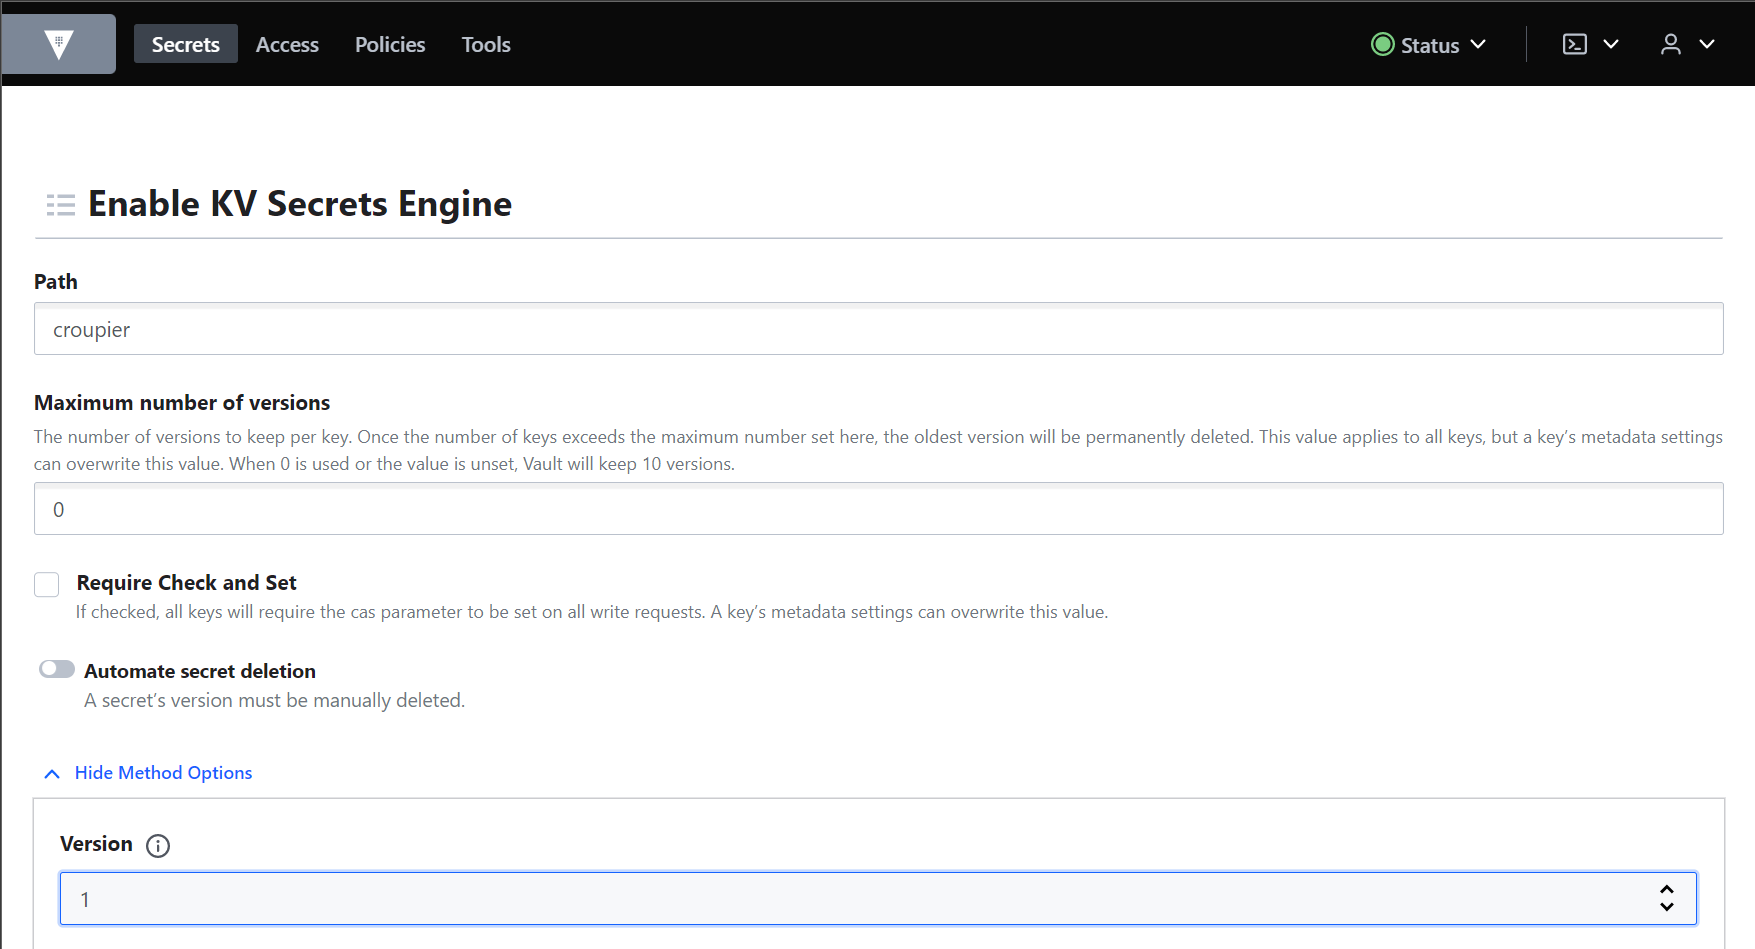 Secrets Access Policies Tools Status
Enable KV Secrets Engine
Path
croupier
Maximum number of versions
The number of versions to keep per key. Once the number of keys exceeds the maximum number set here, the oldest version will be permanently deleted. This value applies to all keys, but a key’s metadata settings
can overwrite this value. When 0 is used or the value is unset, Vault will keep 10 versions.
0
Require Check and Set
If checked, all keys will require the cas parameter to be set on all write requests. A key’s metadata settings can overwrite this value.
Automate secret deletion
A secret’s version must be manually deleted.
Hide Method Options
Version
1